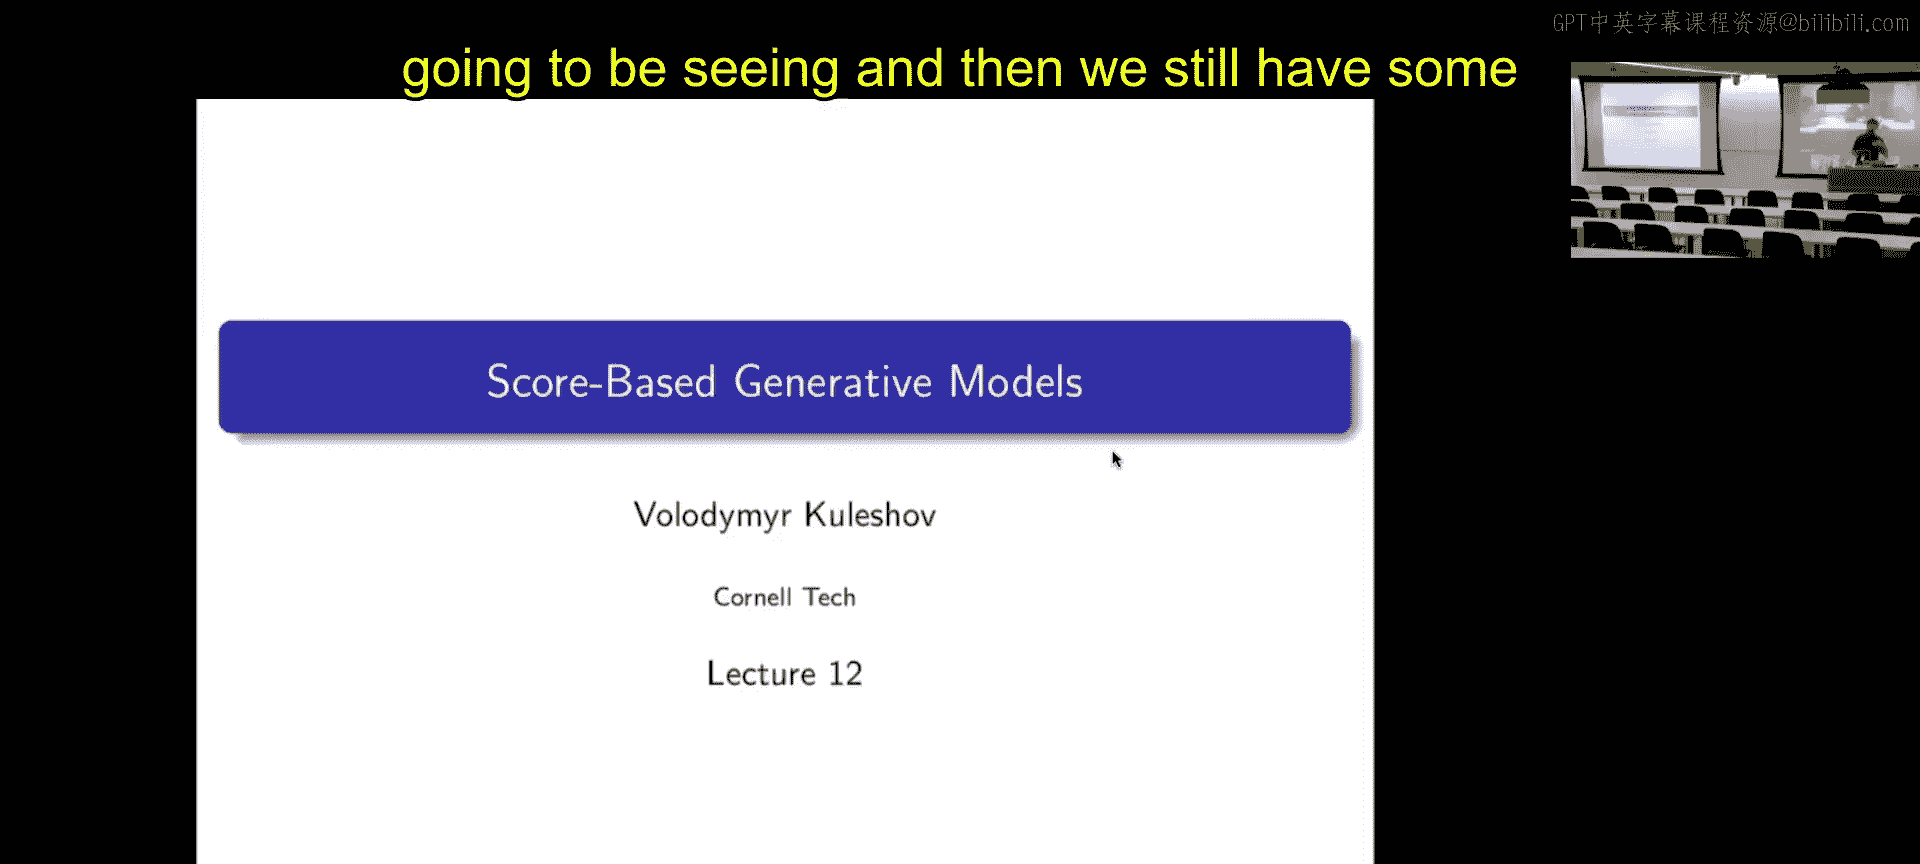 GPT中英字幕课程资源@bilibili.com
going to be seeing and then we still have some
Score-Based Generative Models
Volodymyr Kuleshov
Cornell Tech
Lecture 12